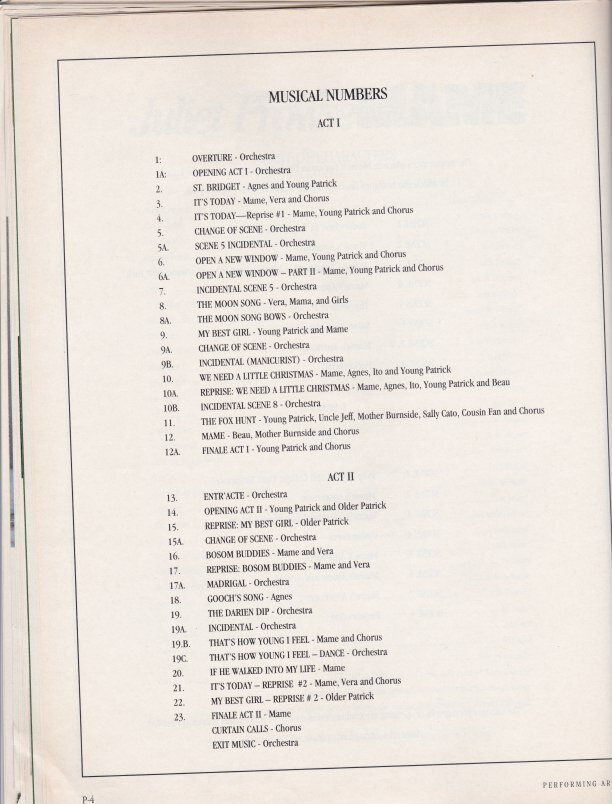 MUSICAL NUMBERS
ACT I
1: OVERTURE - Orchestra
1A: OPENING ACT I - Orchestra
2. ST. BRIDGET - Agnes and Young Patrick
3. IT'S TODAY - Mame, Vera and Chorus
4. IT'S TODAY—Reprise #1 - Mame, Young Patrick and Chorus
5. CHANGE OF SCENE - Orchestra
5A. SCENE 5 INCIDENTAL - Orchestra
6. OPEN A NEW WINDOW - Mame, Young Patrick and Chorus
6A. OPEN A NEW WINDOW – PART II - Mame, Young Patrick and Chorus
7. INCIDENTAL SCENE 5 - Orchestra
8. THE MOON SONG - Vera, Mama, and Girls
8A. THE MOON SONG BOWS - Orchestra
9. MY BEST GIRL - Young Patrick and Mame
9A. CHANGE OF SCENE - Orchestra
9B. INCIDENTAL (MANICURIST) - Orchestra
10. WE NEED A LITTLE CHRISTMAS - Mame, Agnes, Ito and Young Patrick
10A. REPRISE: WE NEED A LITTLE CHRISTMAS - Mame, Agnes, Ito, Young Patrick and Beau
10B. INCIDENTAL SCENE 8 - Orchestra
11. THE FOX HUNT - Young Patrick, Uncle Jeff, Mother Burnside, Sally Cato, Cousin Fan and Chorus
12. MAME - Beau, Mother Burnside and Chorus
12A. FINALE ACT I - Young Patrick and Chorus
ACT II
13. ENTR'ACTE - Orchestra
14. OPENING ACT II - Young Patrick and Older Patrick
15. REPRISE: MY BEST GIRL - Older Patrick
15A. CHANGE OF SCENE - Orchestra
16. BOSOM BUDDIES - Mame and Vera
17. REPRISE: BOSOM BUDDIES - Mame and Vera
17A. MADRIGAL - Orchestra
18. GOOCH'S SONG - Agnes
19. THE DARIEN DIP - Orchestra
19A. INCIDENTAL - Orchestra
19.B. THAT'S HOW YOUNG I FEEL - Mame and Chorus
19C. THAT'S HOW YOUNG I FEEL – DANCE - Orchestra
20. IF HE WALKED INTO MY LIFE - Mame
21. IT'S TODAY – REPRISE #2 - Mame, Vera and Chorus
22. MY BEST GIRL – REPRISE # 2 - Older Patrick
23. FINALE ACT II - Mame
CURTAIN CALLS - Chorus
EXIT MUSIC - Orchestra
P-4
PERFORMING AR